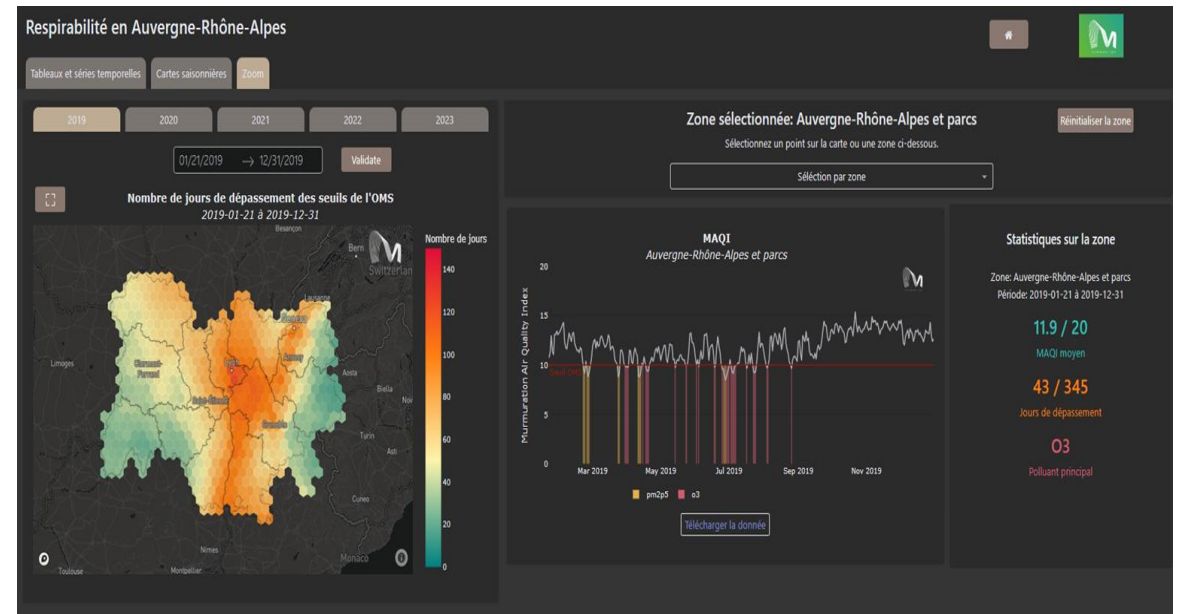 Respirabilité en Auvergne-Rhône-Alpes
Tableaux et séries temporelles
Cartes saisonnières
Zoom
2019
2020
2021
2022
2023
01/21/2019 → 12/31/2019
Validate
Nombre de jours de dépassement des seuils de l'OMS
2019-01-21 à 2019-12-31
Nombre de jours
140
120
100
80
60
40
20
0
Besançon
Bern
Switzerlan
Lausanne
Geneva
Limoges
Clermont-
Ferrand
Lyon
Annecy
Aosta
Biella
Nov
Saint-Étienne
Grenoble
Turin
Asti
Cuneo
Nîmes
Monaco
Toulouse
Montpellier
Zone sélectionnée: Auvergne-Rhône-Alpes et parcs
Sélectionnez un point sur la carte ou une zone ci-dessous.
Réinitialiser la zone
Séléction par zone
MAQI
Auvergne-Rhône-Alpes et parcs
Murmuration Air Quality Index
20
15
10
5
0
Seuil OMS
Mar 2019
May 2019
Jul 2019
Sep 2019
Nov 2019
pm2p5
o3
Télécharger la donnée
Statistiques sur la zone
Zone: Auvergne-Rhône-Alpes et parcs
Période: 2019-01-21 à 2019-12-31
11.9 / 20
MAQI moyen
43 / 345
Jours de dépassement
O3
Polluant principal